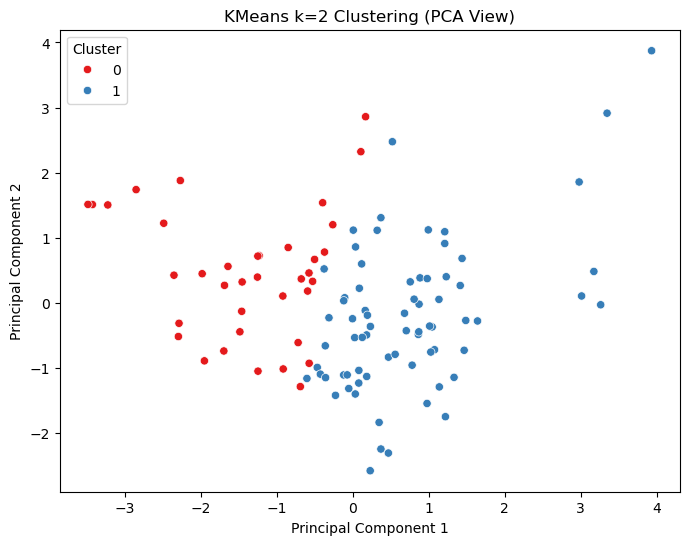 KMeans k=2 Clustering (PCA View)
Cluster
0
1
4
3
2
1
0
−1
−2
Principal Component 2
−3 −2 −1 0 1 2 3 4
Principal Component 1